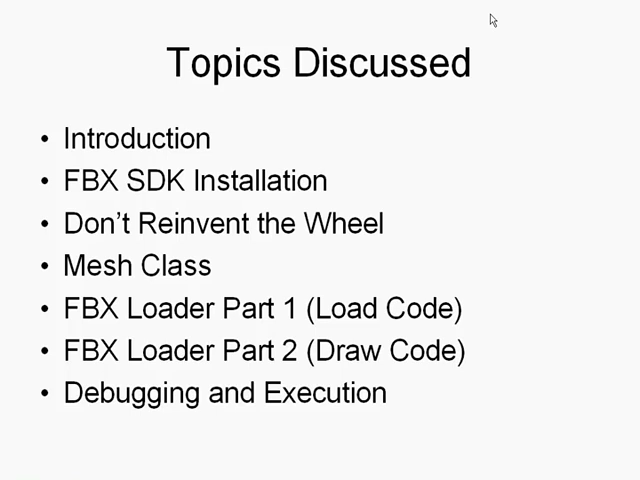 Topics Discussed
• Introduction
• FBX SDK Installation
• Don't Reinvent the Wheel
• Mesh Class
• FBX Loader Part 1 (Load Code)
• FBX Loader Part 2 (Draw Code)
• Debugging and Execution